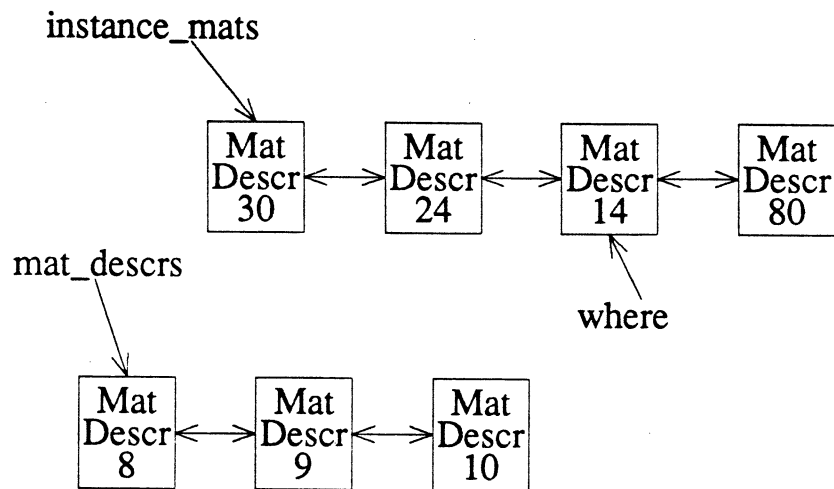 instance_mats
Mat
Descr
30
Mat
Descr
24
Mat
Descr
14
Mat
Descr
80
mat_descrs
where
Mat
Descr
8
Mat
Descr
9
Mat
Descr
10